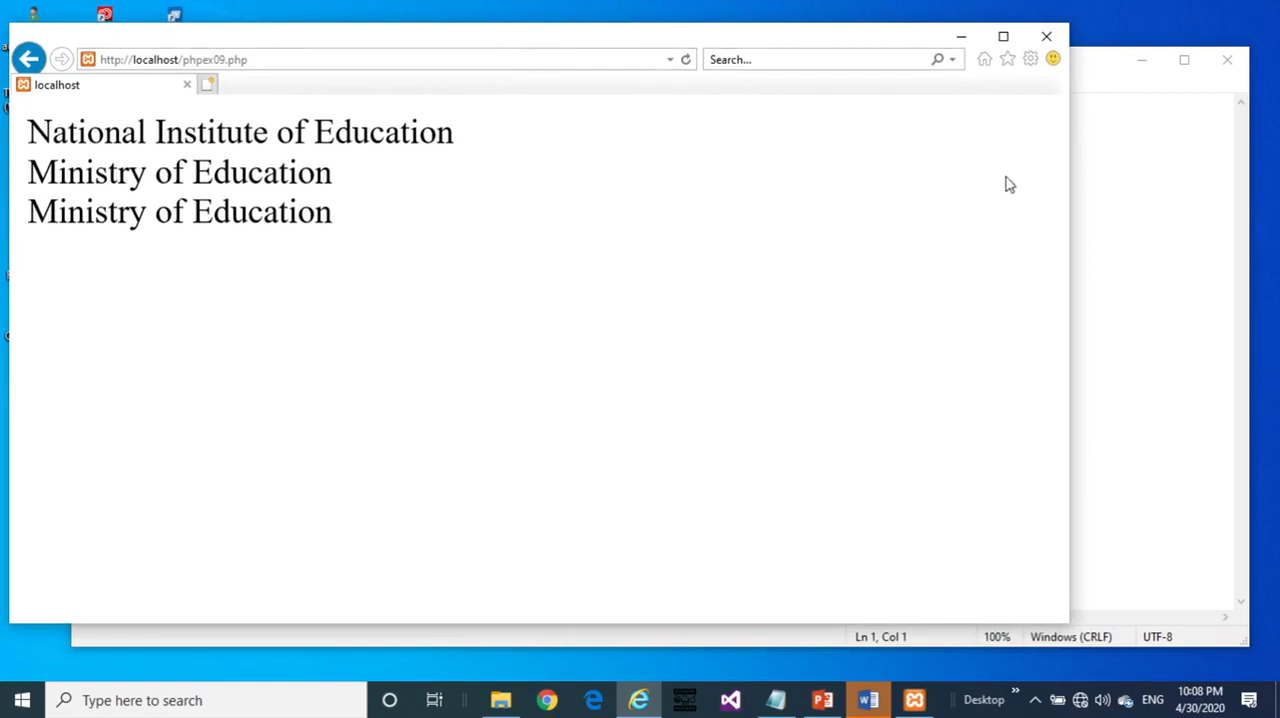 http://localhost/phpex09.php
Search...
localhost
National Institute of Education
Ministry of Education
Ministry of Education
Ln 1, Col 1
100%
Windows (CRLF)
UTF-8
Type here to search
Desktop
ENG
10:08 PM
4/30/2020